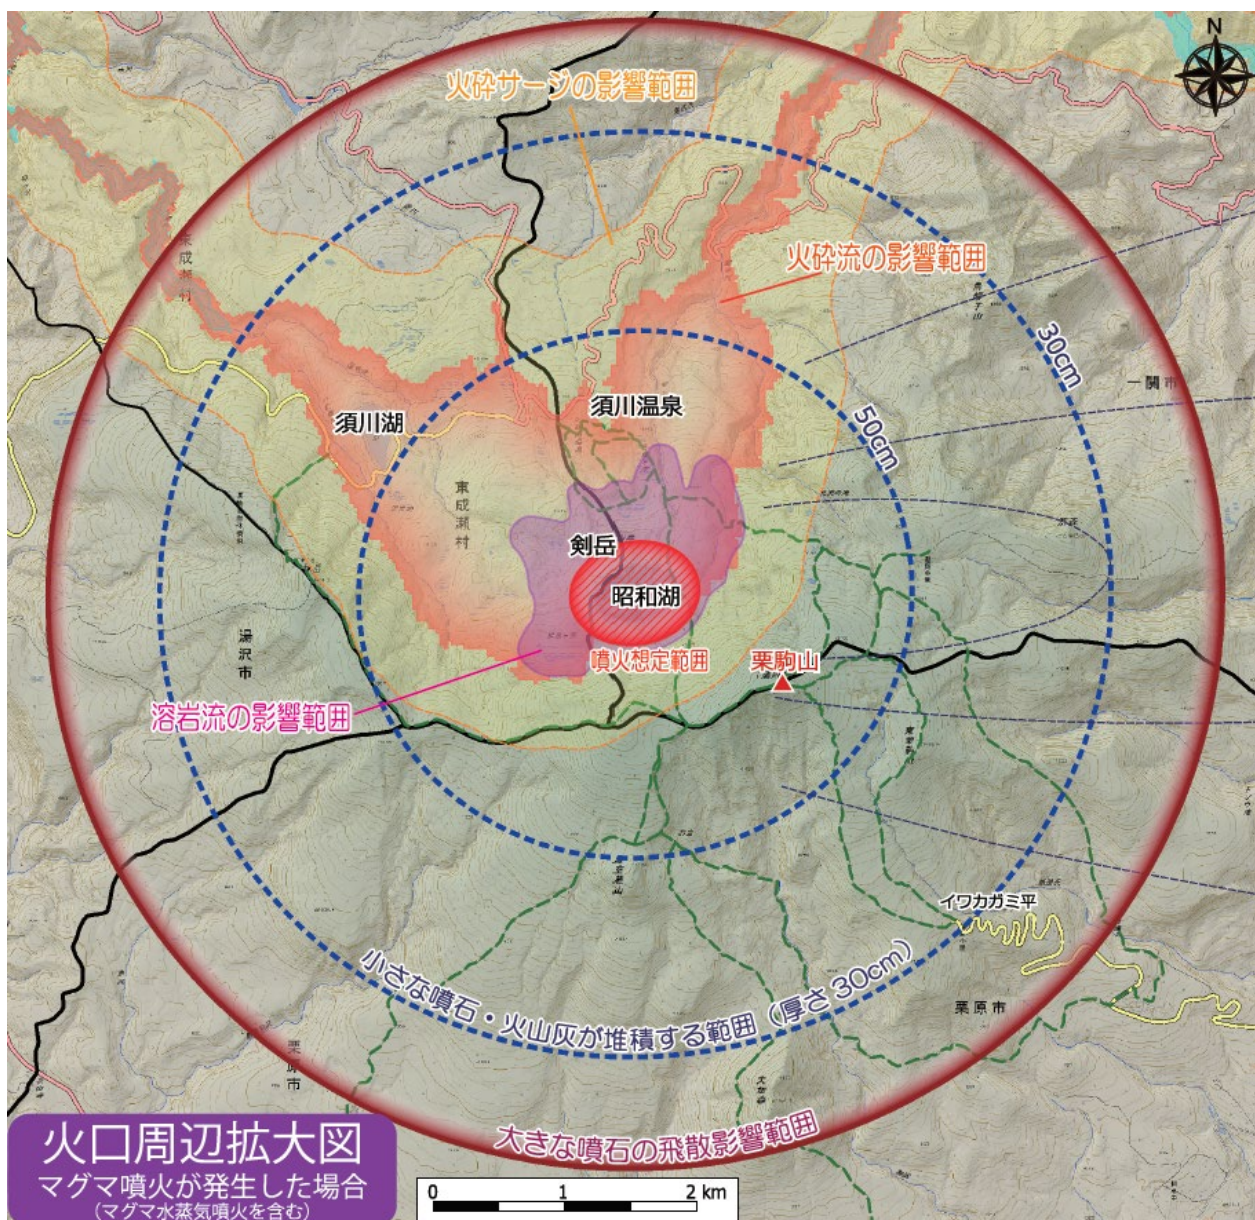 N
火砕サージの影響範囲
火砕流の影響範囲
30cm
一関市
50cm
須川温泉
須川湖
東成瀬村
東成瀬村
剣岳
昭和湖
噴火想定範囲
栗駒山
湯沢市
溶岩流の影響範囲
イワカガミ平
小さな噴石・火山灰が堆積する範囲（厚さ30cm）
栗原市
栗原市
大きな噴石の飛散影響範囲
火口周辺拡大図
マグマ噴火が発生した場合
（マグマ水蒸気噴火を含む）
0 1 2 km